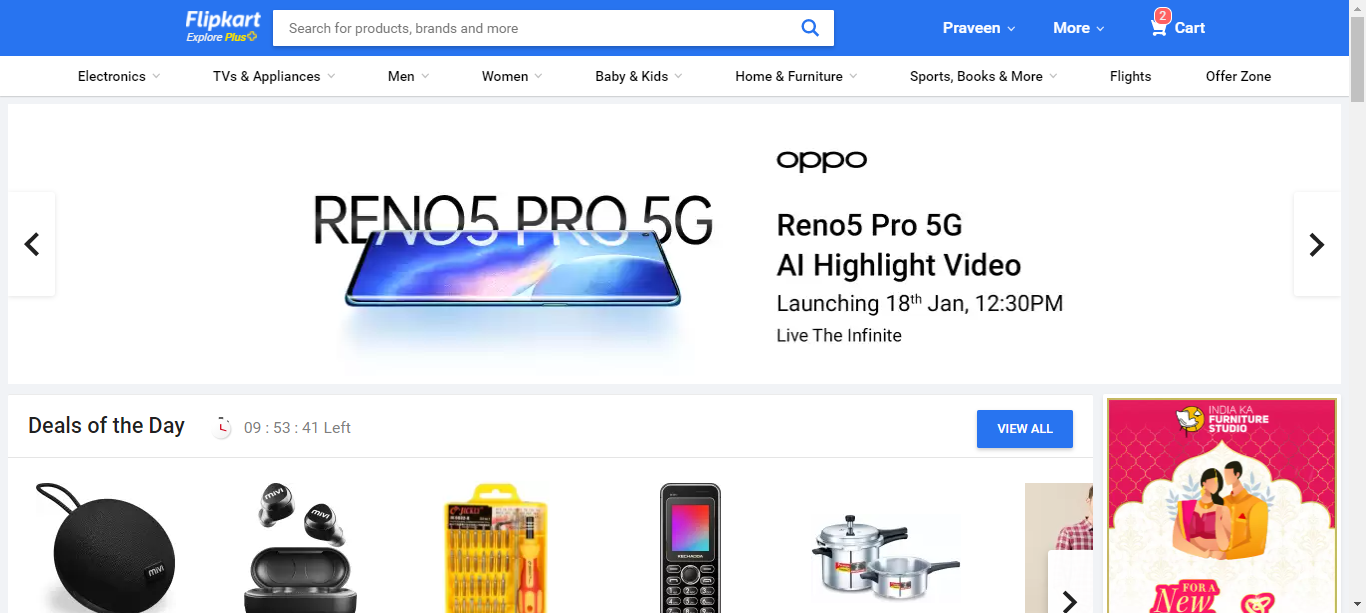 Flipkart
Explore Plus
Search for products, brands and more
Praveen
More
2
Cart
Electronics
TVs & Appliances
Men
Women
Baby & Kids
Home & Furniture
Sports, Books & More
Flights
Offer Zone
RENO5 PRO 5G
oppo
Reno5 Pro 5G
AI Highlight Video
Launching 18th Jan, 12:30PM
Live The Infinite
Deals of the Day
09 : 53 : 41 Left
VIEW ALL
INDIA KA
FURNITURE
STUDIO
mivi
mivi
mivi
JACKLY
KECHAODA
FOR A
New